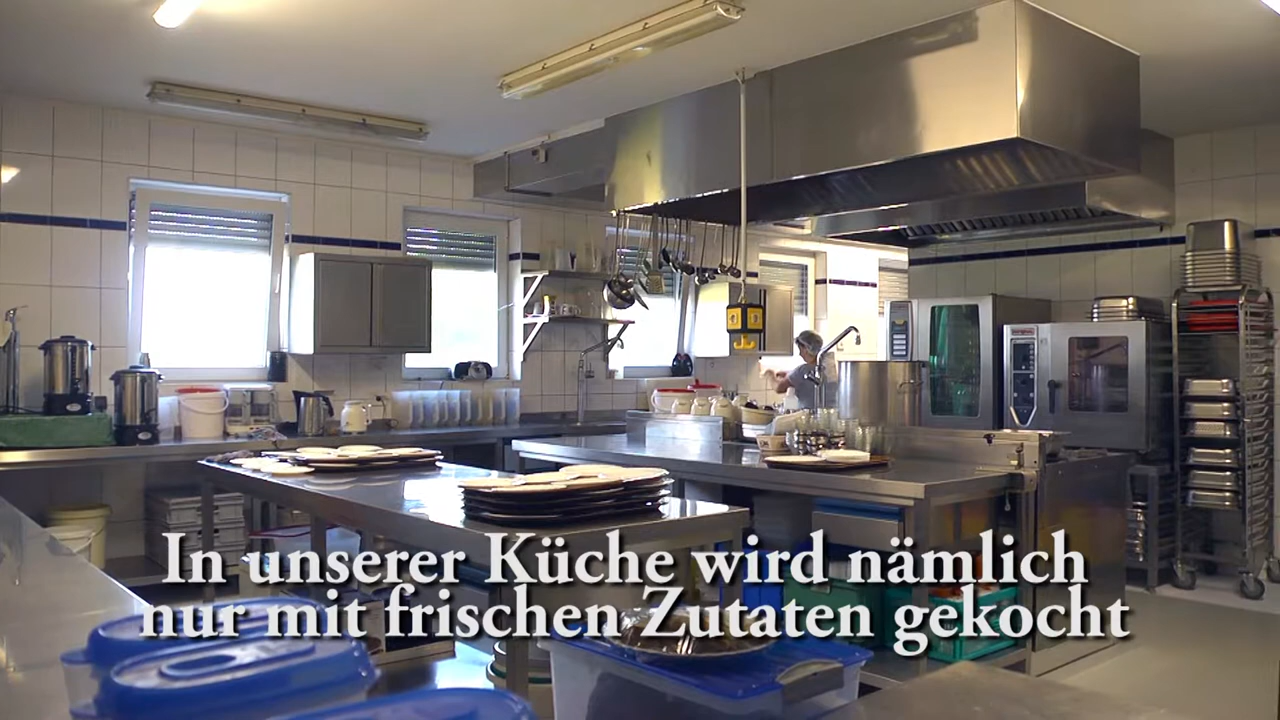 In unserer Küche wird nämlich
nur mit frischen Zutaten gekocht